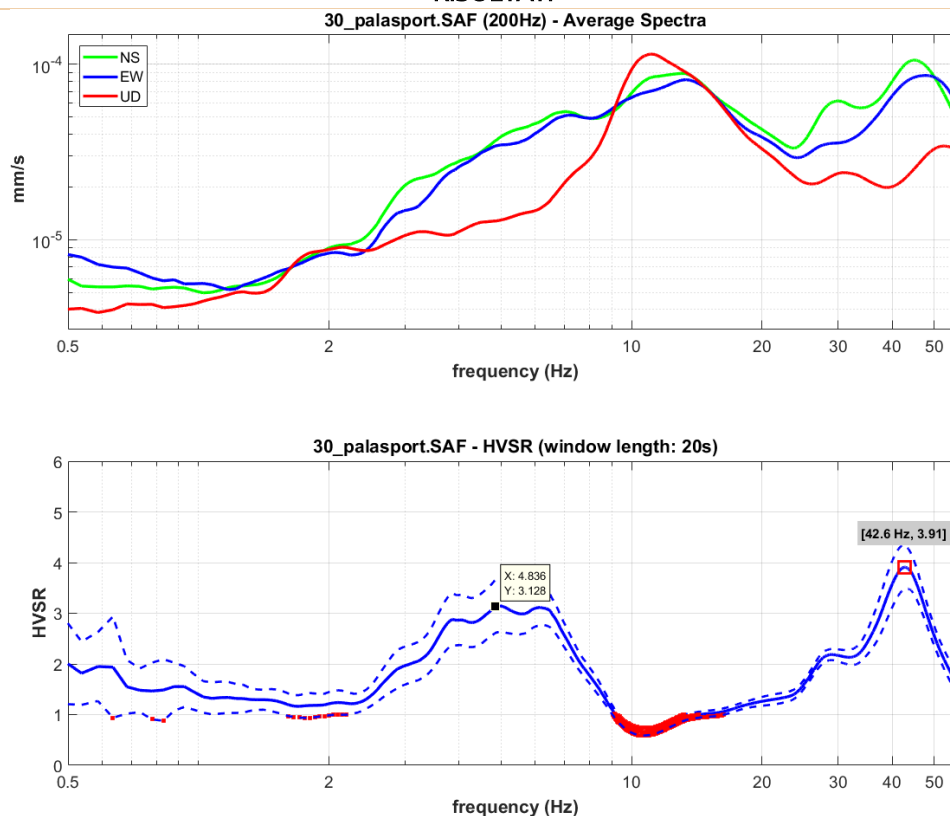 30_palasport.SAF (200Hz) - Average Spectra
NS
EW
UD
10-4
10-5
mm/s
0.5 2 10 20 30 40 50
frequency (Hz)
30_palasport.SAF - HVSR (window length: 20s)
6
5
4
3
2
1
0
HVSR
[42.6 Hz, 3.91]
X: 4.836
Y: 3.128
0.5 2 10 20 30 40 50
frequency (Hz)